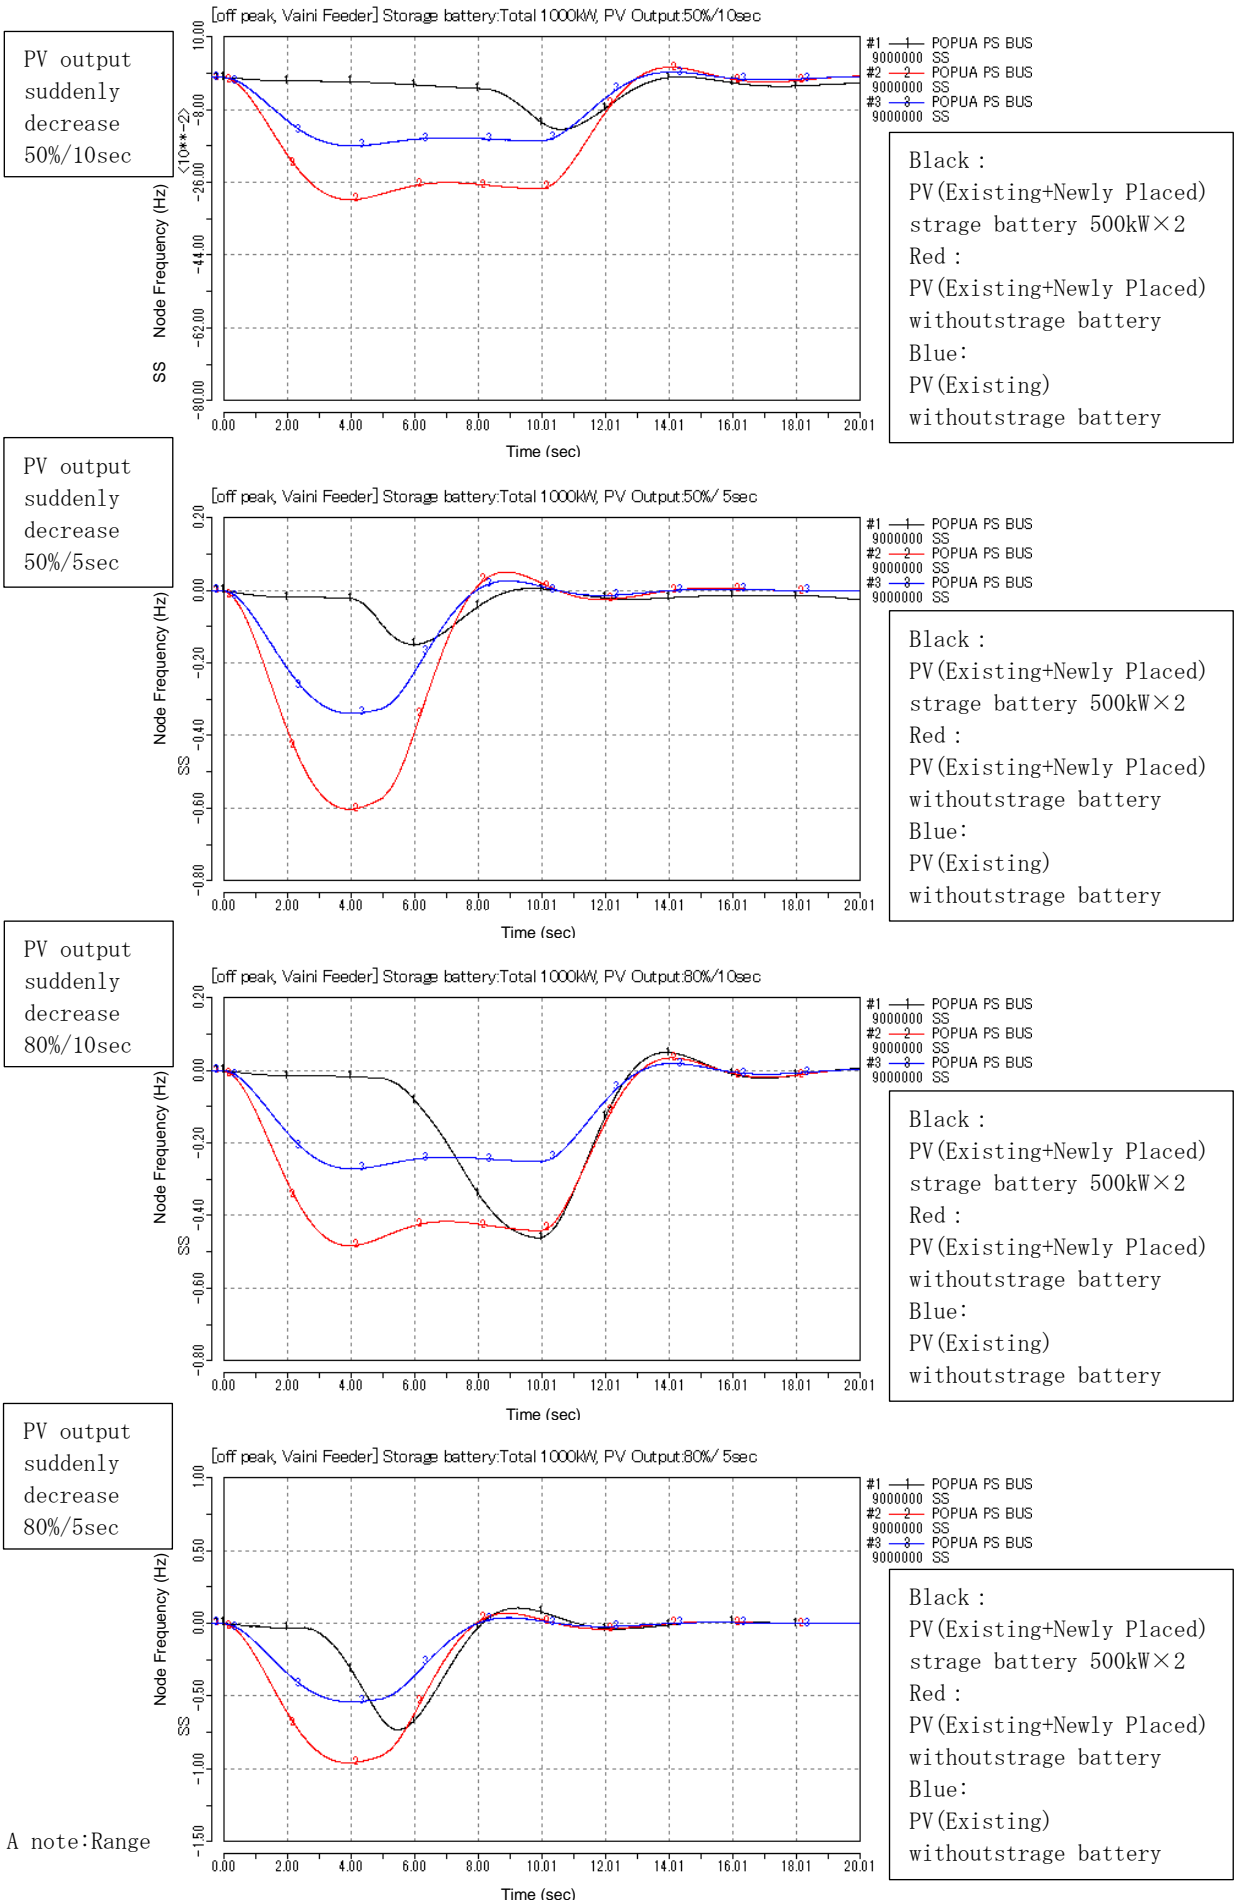 [off peak, Vaini Feeder] Storage battery:Total 1000kW, PV Output:50%/10sec
PV output
suddenly
decrease
50%/10sec
10.00
-8.00
-26.00
-44.00
-62.00
-80.00
<10**-2>
SS Node Frequency (Hz)
0.00 2.00 4.00 6.00 8.00 10.01 12.01 14.01 16.01 18.01 20.01
Time (sec)
#1 1 POPUA PS BUS
9000000 SS
#2 2 POPUA PS BUS
9000000 SS
#3 3 POPUA PS BUS
9000000 SS
Black:
PV(Existing+Newly Placed)
strage battery 500kW×2
Red:
PV(Existing+Newly Placed)
withoutstrage battery
Blue:
PV(Existing)
withoutstrage battery
PV output
suddenly
decrease
50%/5sec
[off peak, Vaini Feeder] Storage battery:Total 1000kW, PV Output:50%/ 5sec
0.20
0.00
-0.20
-0.40
-0.60
-0.80
SS Node Frequency (Hz)
0.00 2.00 4.00 6.00 8.00 10.01 12.01 14.01 16.01 18.01 20.01
Time (sec)
#1 1 POPUA PS BUS
9000000 SS
#2 2 POPUA PS BUS
9000000 SS
#3 3 POPUA PS BUS
9000000 SS
Black:
PV(Existing+Newly Placed)
strage battery 500kW×2
Red:
PV(Existing+Newly Placed)
withoutstrage battery
Blue:
PV(Existing)
withoutstrage battery
PV output
suddenly
decrease
80%/10sec
[off peak, Vaini Feeder] Storage battery:Total 1000kW, PV Output:80%/10sec
0.20
0.00
-0.20
-0.40
-0.60
-0.80
SS Node Frequency (Hz)
0.00 2.00 4.00 6.00 8.00 10.01 12.01 14.01 16.01 18.01 20.01
Time (sec)
#1 1 POPUA PS BUS
9000000 SS
#2 2 POPUA PS BUS
9000000 SS
#3 3 POPUA PS BUS
9000000 SS
Black:
PV(Existing+Newly Placed)
strage battery 500kW×2
Red:
PV(Existing+Newly Placed)
withoutstrage battery
Blue:
PV(Existing)
withoutstrage battery
PV output
suddenly
decrease
80%/5sec
[off peak, Vaini Feeder] Storage battery:Total 1000kW, PV Output:80%/ 5sec
1.00
0.50
0.00
-0.50
-1.00
-1.50
SS Node Frequency (Hz)
0.00 2.00 4.00 6.00 8.00 10.01 12.01 14.01 16.01 18.01 20.01
Time (sec)
#1 1 POPUA PS BUS
9000000 SS
#2 2 POPUA PS BUS
9000000 SS
#3 3 POPUA PS BUS
9000000 SS
Black:
PV(Existing+Newly Placed)
strage battery 500kW×2
Red:
PV(Existing+Newly Placed)
withoutstrage battery
Blue:
PV(Existing)
withoutstrage battery
A note:Range